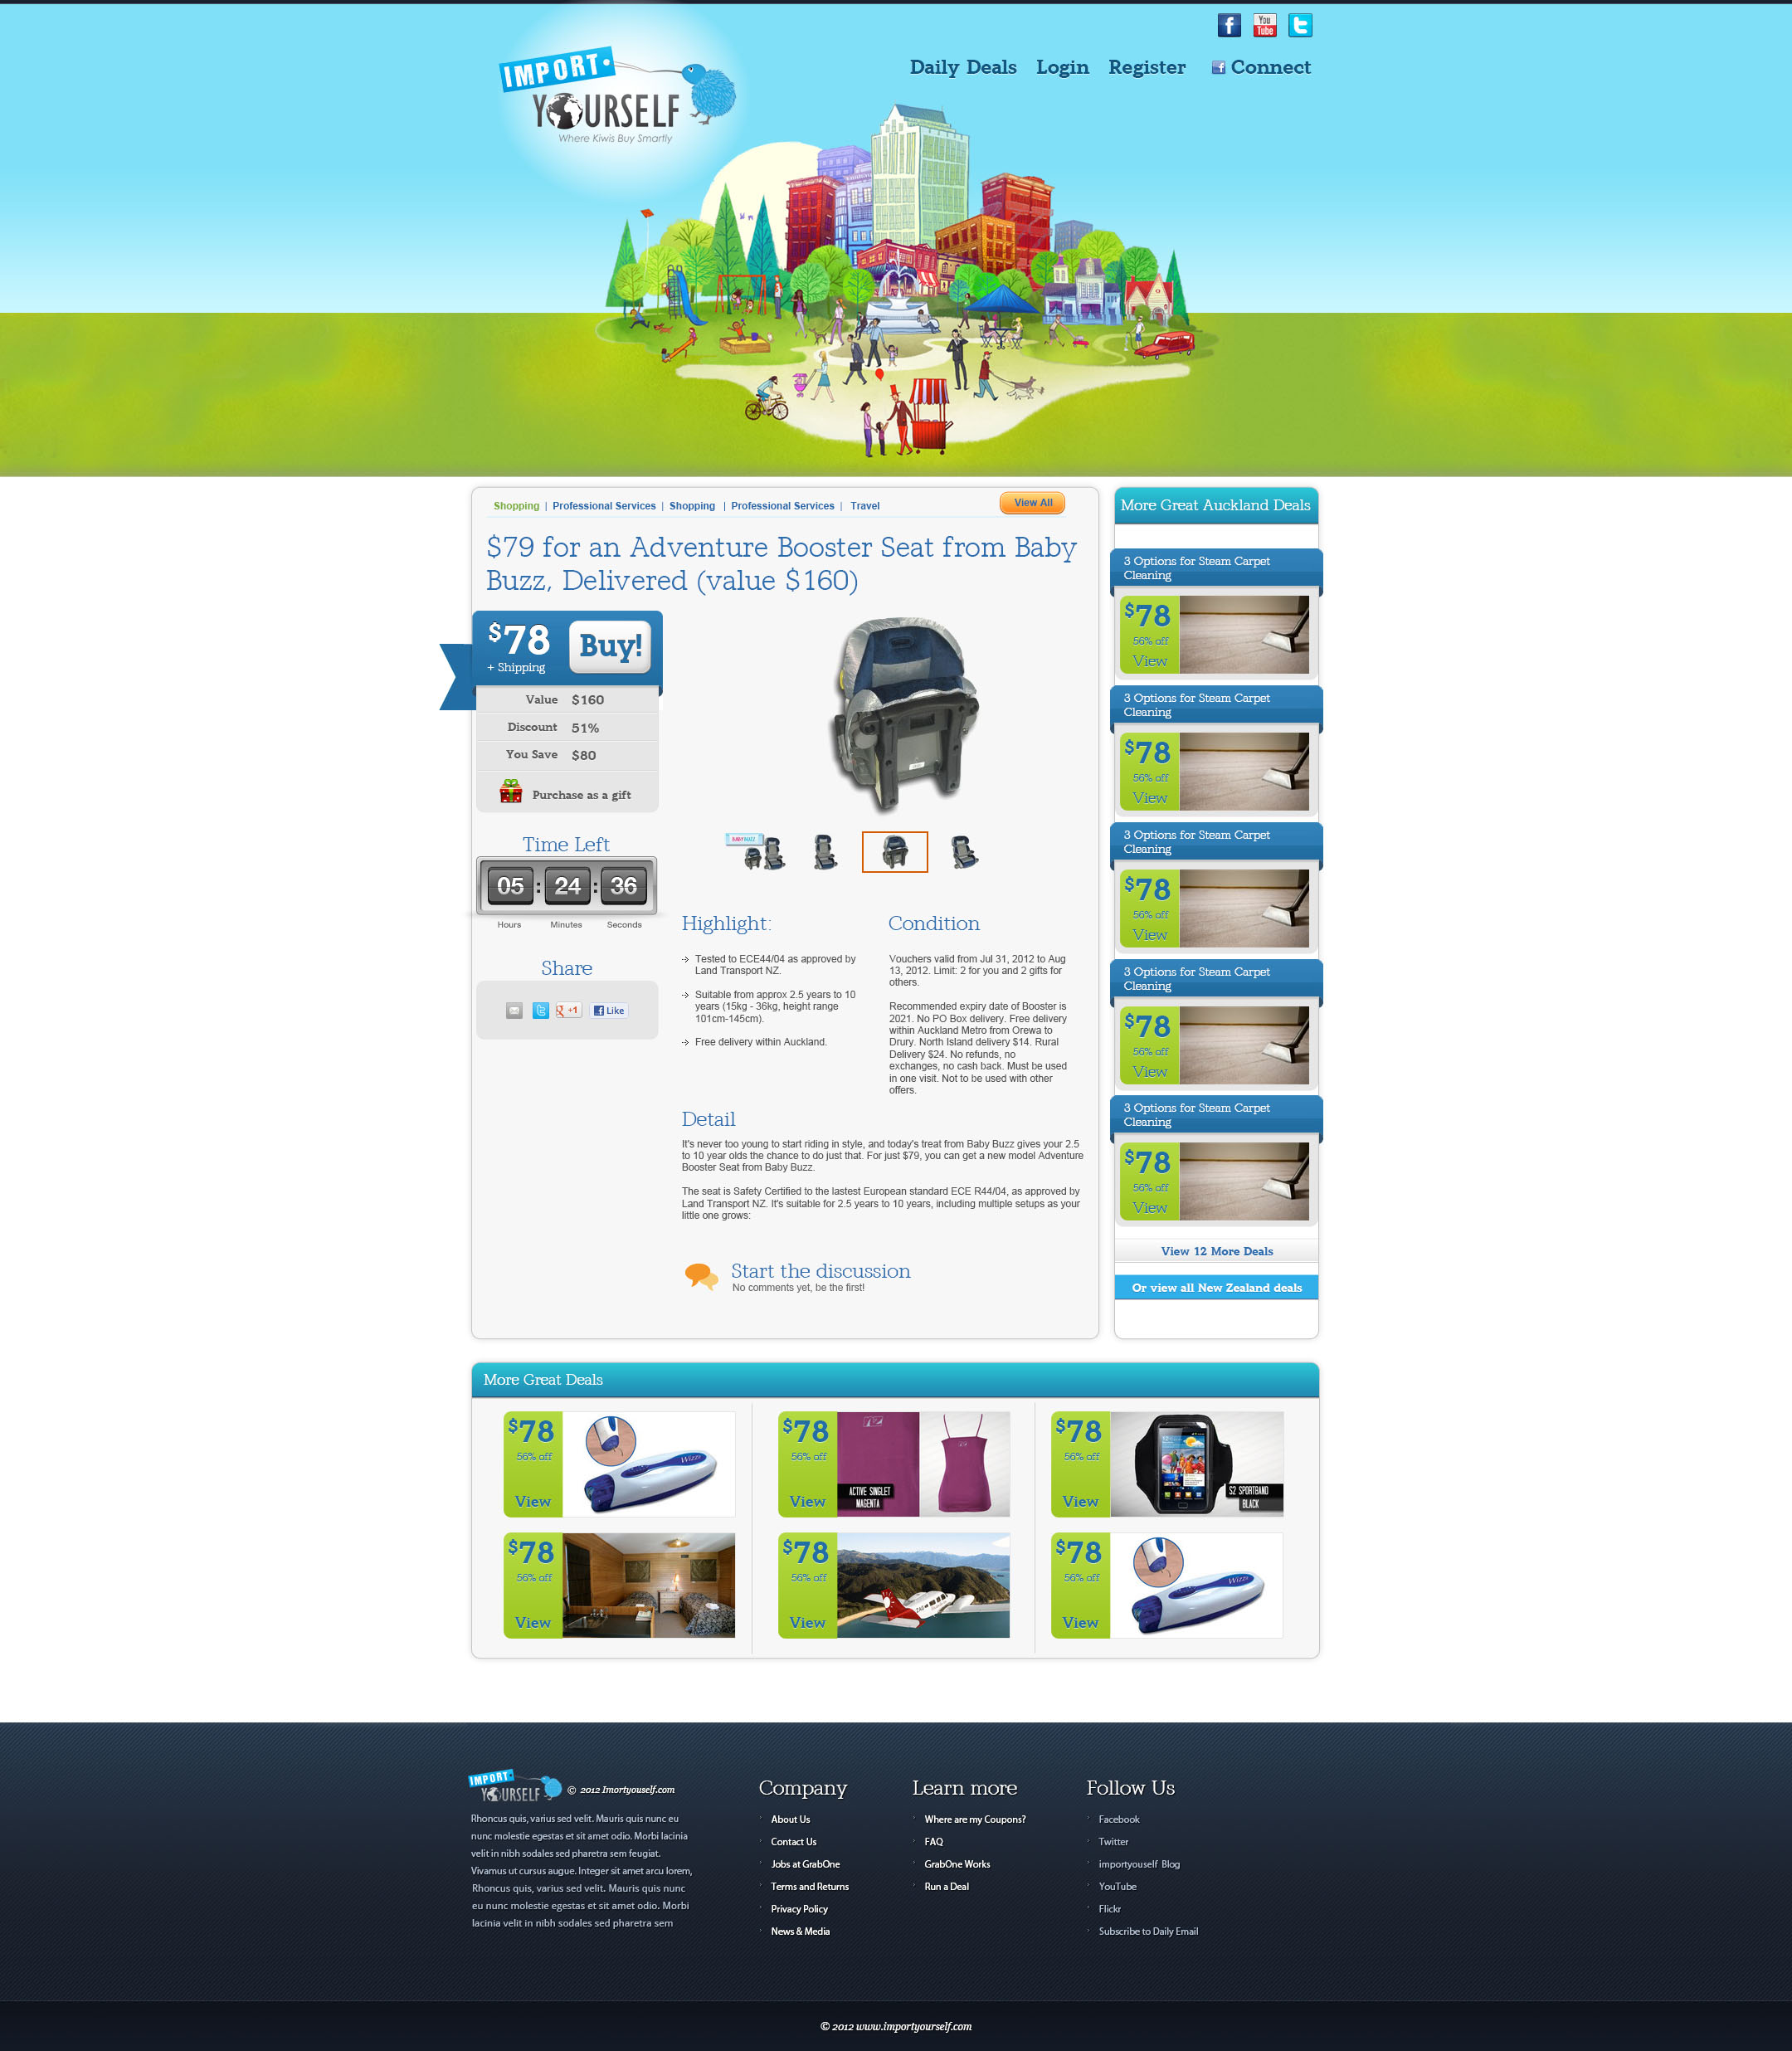 f
You
Tube
t
Daily Deals Login Register f Connect
IMPORT
YOURSELF
Where Kiwis Buy Smartly
Shopping | Professional Services | Shopping | Professional Services | Travel
View All
$79 for an Adventure Booster Seat from Baby
Buzz, Delivered (value $160)
$78
+ Shipping
Buy!
Value $160
Discount 51%
You Save $80
Purchase as a gift
Time Left
05 : 24 : 36
Hours Minutes Seconds
Share
t
g +1
f Like
BABY BUZZ
Highlight:
Tested to ECE44/04 as approved by
Land Transport NZ.
Suitable from approx 2.5 years to 10
years (15kg - 36kg, height range
101cm-145cm).
Free delivery within Auckland.
Condition
Vouchers valid from Jul 31, 2012 to Aug
13, 2012. Limit: 2 for you and 2 gifts for
others.
Recommended expiry date of Booster is
2021. No PO Box delivery. Free delivery
within Auckland Metro from Orewa to
Drury. North Island delivery $14. Rural
Delivery $24. No refunds, no
exchanges, no cash back. Must be used
in one visit. Not to be used with other
offers.
Detail
It's never too young to start riding in style, and today's treat from Baby Buzz gives your 2.5
to 10 year olds the chance to do just that. For just $79, you can get a new model Adventure
Booster Seat from Baby Buzz.
The seat is Safety Certified to the lastest European standard ECE R44/04, as approved by
Land Transport NZ. It's suitable for 2.5 years to 10 years, including multiple setups as your
little one grows:
Start the discussion
No comments yet, be the first!
More Great Auckland Deals
3 Options for Steam Carpet
Cleaning
$78
56% off
View
3 Options for Steam Carpet
Cleaning
$78
56% off
View
3 Options for Steam Carpet
Cleaning
$78
56% off
View
3 Options for Steam Carpet
Cleaning
$78
56% off
View
3 Options for Steam Carpet
Cleaning
$78
56% off
View
View 12 More Deals
Or view all New Zealand deals
More Great Deals
$78
56% off
View
Wizzi
$78
56% off
View
ACTIVE SINGLET
MAGENTA
$78
56% off
View
S2 SPORTBAND
BLACK
$78
56% off
View
$78
56% off
View
$78
56% off
View
Wizzi
IMPORT
YOURSELF
© 2012 Imortyouself.com
Rhoncus quis, varius sed velit. Mauris quis nunc eu
nunc molestie egestas et sit amet odio. Morbi lacinia
velit in nibh sodales sed pharetra sem feugiat.
Vivamus ut cursus augue. Integer sit amet arcu lorem,
Rhoncus quis, varius sed velit. Mauris quis nunc
eu nunc molestie egestas et sit amet odio. Morbi
lacinia velit in nibh sodales sed pharetra sem
Company
About Us
Contact Us
Jobs at GrabOne
Terms and Returns
Privacy Policy
News & Media
Learn more
Where are my Coupons?
FAQ
GrabOne Works
Run a Deal
Follow Us
Facebook
Twitter
importyouself Blog
YouTube
Flickr
Subscribe to Daily Email
© 2012 www.importyourself.com